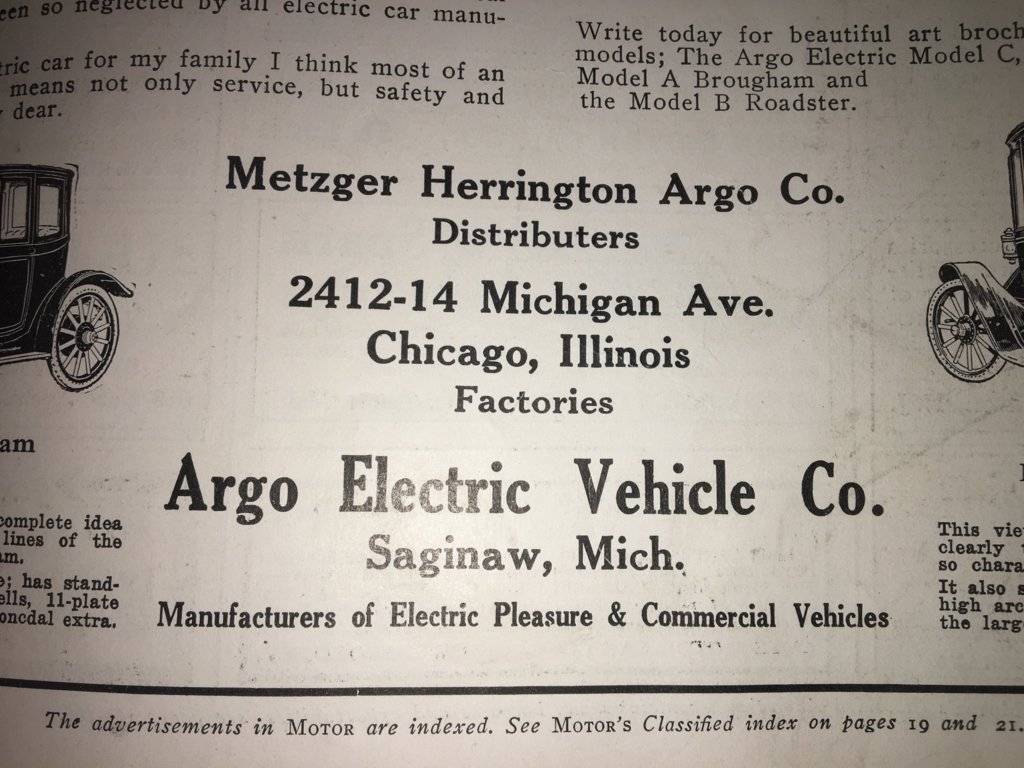 een so neglected by all electric car manu-
tric car for my family I think most of an
means not only service, but safety and
dear.
Write today for beautiful art broch
models; The Argo Electric Model C,
Model A Brougham and
the Model B Roadster.
Metzger Herrington Argo Co.
Distributers
2412-14 Michigan Ave.
Chicago, Illinois
Factories
Argo Electric Vehicle Co.
Saginaw, Mich.
Manufacturers of Electric Pleasure & Commercial Vehicles
am
complete idea
lines of the
am.
e; has stand-
ells, 11-plate
oncdal extra.
This vie
clearly
so chara
It also s
high arc
the larg
The advertisements in MOTOR are indexed. See MOTOR'S Classified index on pages 19 and 21.